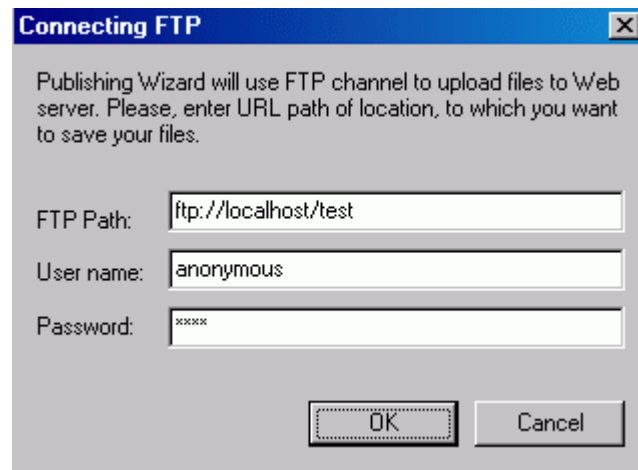 Connecting FTP
Publishing Wizard will use FTP channel to upload files to Web
server. Please, enter URL path of location, to which you want
to save your files.
FTP Path: ftp://localhost/test
User name: anonymous
Password: ****
OK Cancel